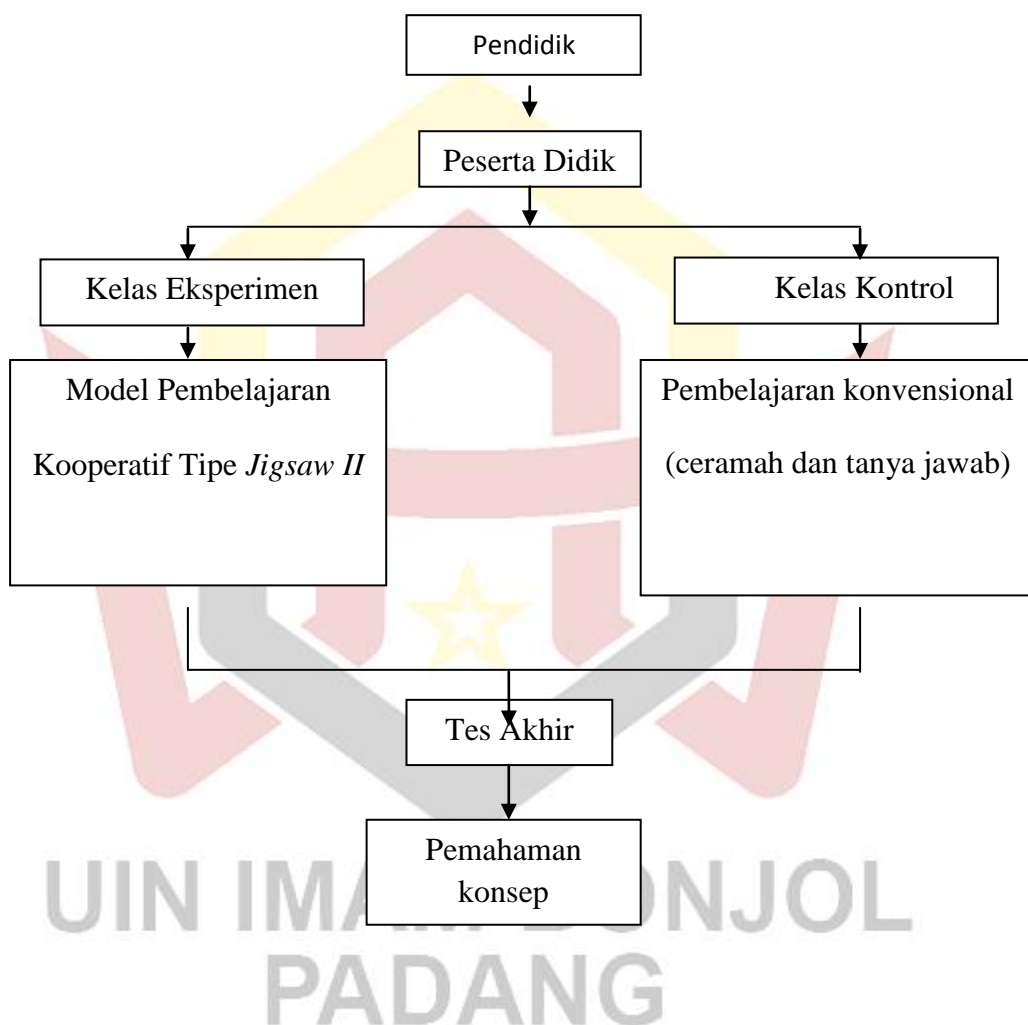 Pendidik
Peserta Didik
Kelas Eksperimen
Kelas Kontrol
Model Pembelajaran
Kooperatif Tipe Jigsaw II
Pembelajaran konvensional
(ceramah dan tanya jawab)
Tes Akhir
Pemahaman
konsep
UIN IMAM BONJOL
PADANG